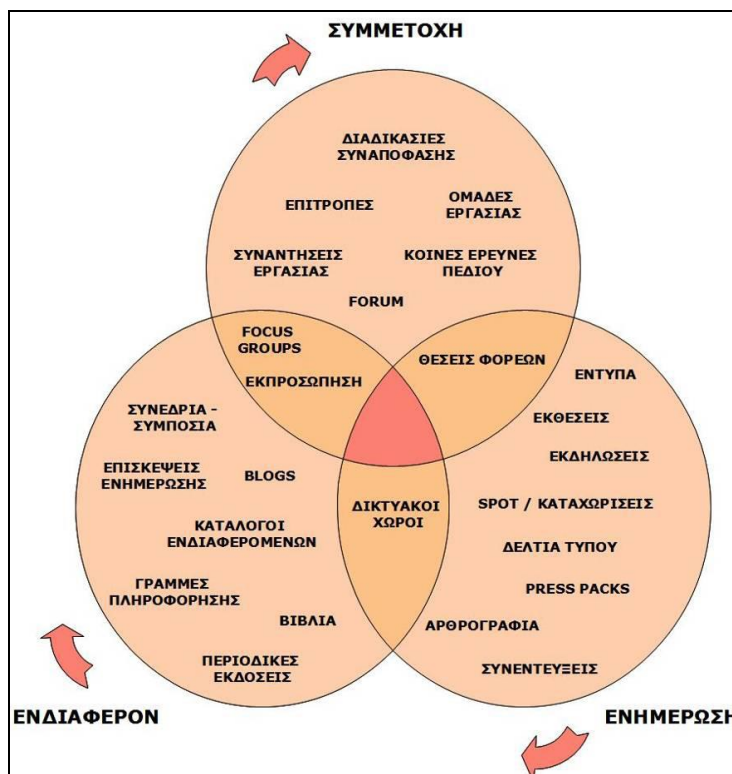 ΣΥΜΜΕΤΟΧΗ
ΔΙΑΔΙΚΑΣΙΕΣ
ΣΥΝΑΠΟΦΑΣΗΣ
ΕΠΙΤΡΟΠΕΣ
ΟΜΑΔΕΣ
ΕΡΓΑΣΙΑΣ
ΣΥΝΑΝΤΗΣΕΙΣ
ΕΡΓΑΣΙΑΣ
ΚΟΙΝΕΣ ΕΡΕΥΝΕΣ
ΠΕΔΙΟΥ
FORUM
FOCUS
GROUPS
ΕΚΠΡΟΣΩΠΗΣΗ
ΘΕΣΕΙΣ ΦΟΡΕΩΝ
ΣΥΝΕΔΡΙΑ -
ΣΥΜΠΟΣΙΑ
ΕΠΙΣΚΕΨΕΙΣ
ΕΝΗΜΕΡΩΣΗΣ
BLOGS
ΚΑΤΑΛΟΓΟΙ
ΕΝΔΙΑΦΕΡΟΜΕΝΩΝ
ΓΡΑΜΜΕΣ
ΠΛΗΡΟΦΟΡΗΣΗΣ
ΒΙΒΛΙΑ
ΠΕΡΙΟΔΙΚΕΣ
ΕΚΔΟΣΕΙΣ
ΔΙΚΤΥΑΚΟΙ
ΧΩΡΟΙ
ΕΝΤΥΠΑ
ΕΚΘΕΣΕΙΣ
ΕΚΔΗΛΩΣΕΙΣ
SPOT / ΚΑΤΑΧΩΡΙΣΕΙΣ
ΔΕΛΤΙΑ ΤΥΠΟΥ
PRESS PACKS
ΑΡΘΡΟΓΡΑΦΙΑ
ΣΥΝΕΝΤΕΥΞΕΙΣ
ΕΝΔΙΑΦΕΡΟΝ
ΕΝΗΜΕΡΩΣΗ